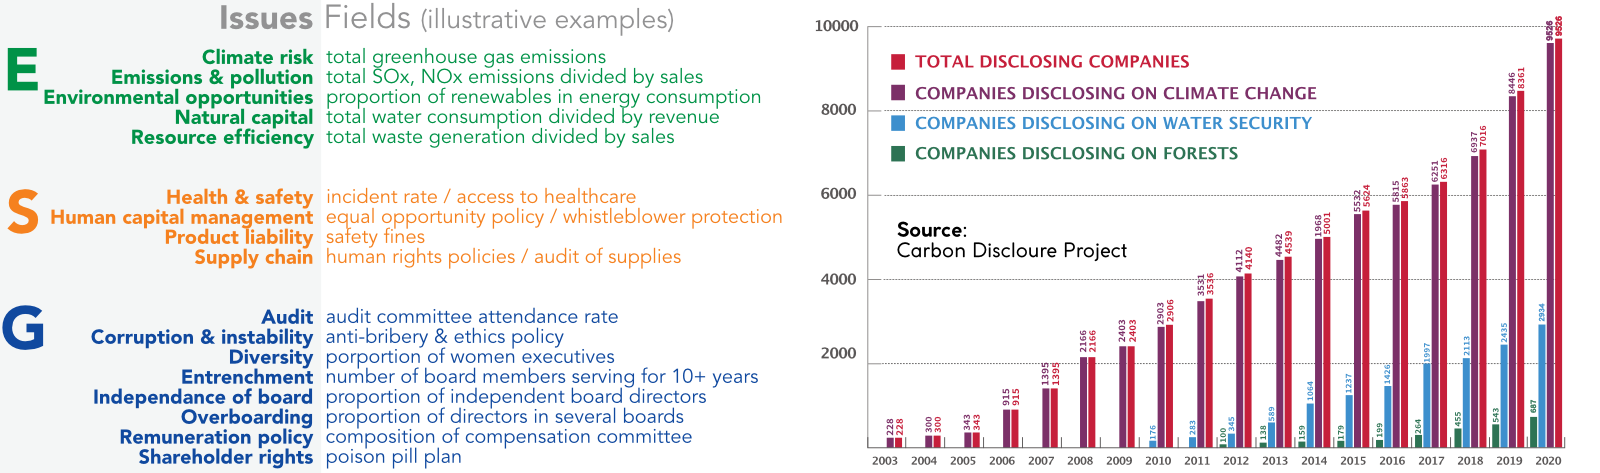 Issues Fields (illustrative examples)
E
Climate risk total greenhouse gas emissions
Emissions & pollution total SOx, NOx emissions divided by sales
Environmental opportunities proportion of renewables in energy consumption
Natural capital total water consumption divided by revenue
Resource efficiency total waste generation divided by sales
S
Health & safety incident rate / access to healthcare
Human capital management equal opportunity policy / whistleblower protection
Product liability safety fines
Supply chain human rights policies / audit of supplies
G
Audit audit committee attendance rate
Corruption & instability anti-bribery & ethics policy
Diversity porportion of women executives
Entrenchment number of board members serving for 10+ years
Independance of board proportion of independent board directors
Overboarding proportion of directors in several boards
Remuneration policy composition of compensation committee
Shareholder rights poison pill plan
10000
8000
6000
4000
2000
TOTAL DISCLOSING COMPANIES
COMPANIES DISCLOSING ON CLIMATE CHANGE
COMPANIES DISCLOSING ON WATER SECURITY
COMPANIES DISCLOSING ON FORESTS
Source:
Carbon Discloure Project
228 228
300 300
343 343
915 915
1395 1395
2166 2166
2403 2403
176 2903 2906
283 3531 3536
100 345 4112 4140
138 589 4482 4539
159 1064 1968 5001
179 1237 5532 5624
199 1426 5815 5863
264 1997 6251 6316
455 2113 6937 7016
543 2435 8446 8361
687 2934 9526 9526
2003 2004 2005 2006 2007 2008 2009 2010 2011 2012 2013 2014 2015 2016 2017 2018 2019 2020